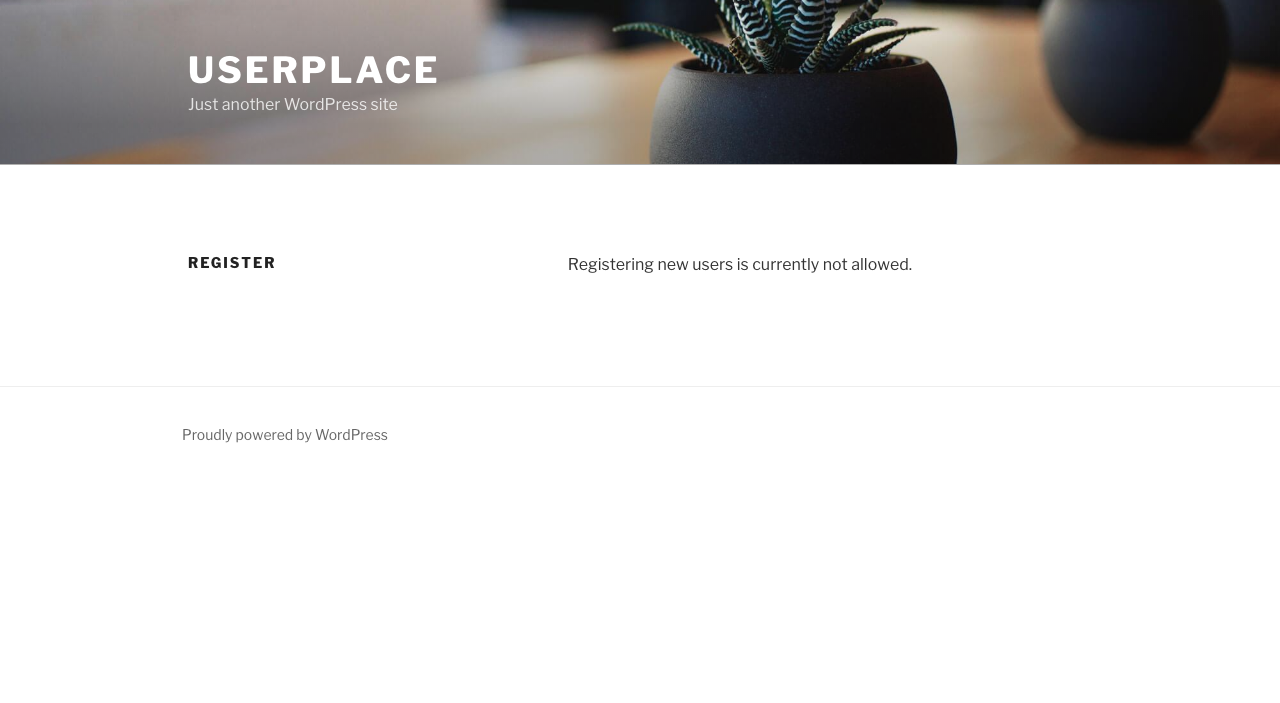 USERPLACE
Just another WordPress site
REGISTER
Registering new users is currently not allowed.
Proudly powered by WordPress